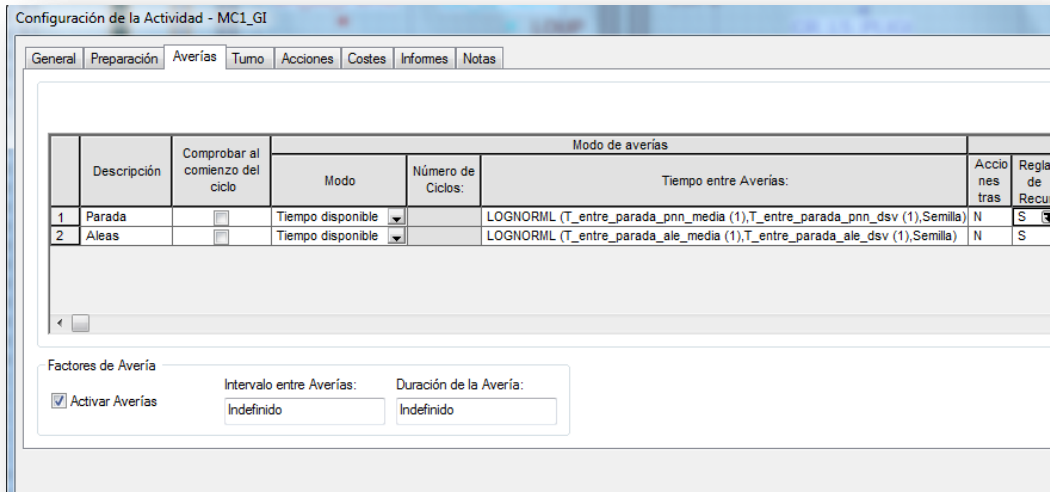 Configuración de la Actividad - MC1_GI
General Preparación Averías Turno Acciones Costes Informes Notas
Modo de averías
Descripción
Comprobar al
comienzo del
ciclo
Modo
Número de
Ciclos:
Tiempo entre Averías:
Accio
nes
tras
Regla
de
Recur
1 Parada Tiempo disponible LOGNORML (T_entre_parada_pnn_media (1),T_entre_parada_pnn_dsv (1),Semilla) N S
2 Aleas Tiempo disponible LOGNORML (T_entre_parada_ale_media (1),T_entre_parada_ale_dsv (1),Semilla) N S
Factores de Avería
Activar Averías
Intervalo entre Averías:
Duración de la Avería:
Indefinido
Indefinido